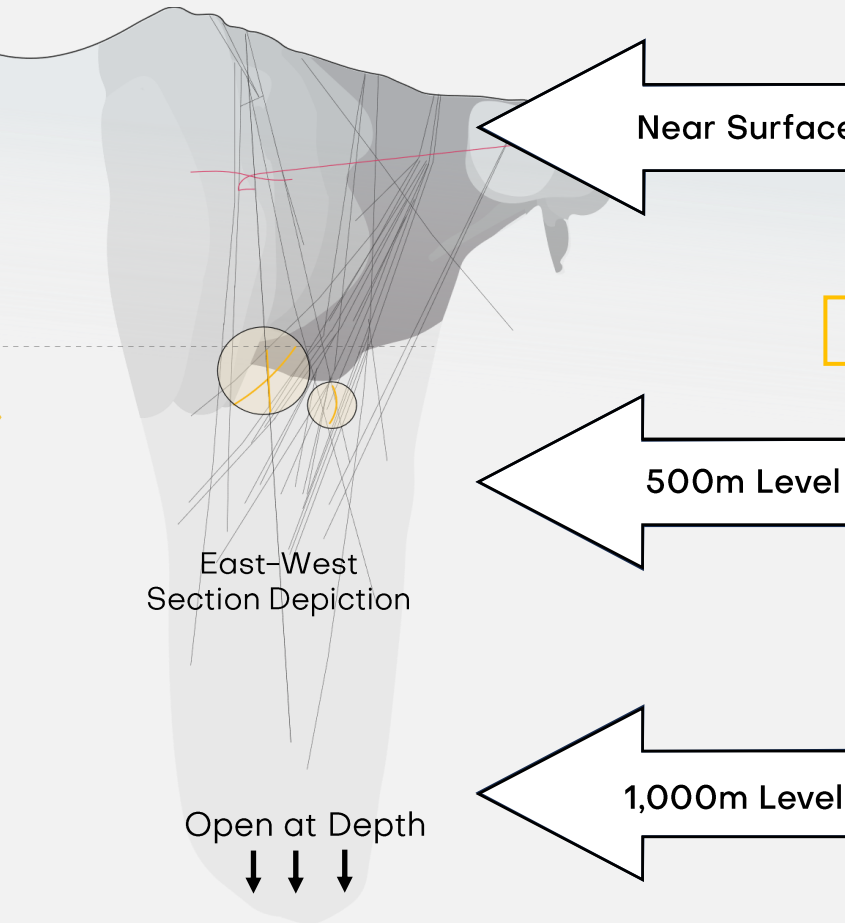 Near Surface
500m Level
East–West
Section Depiction
1,000m Level
Open at Depth